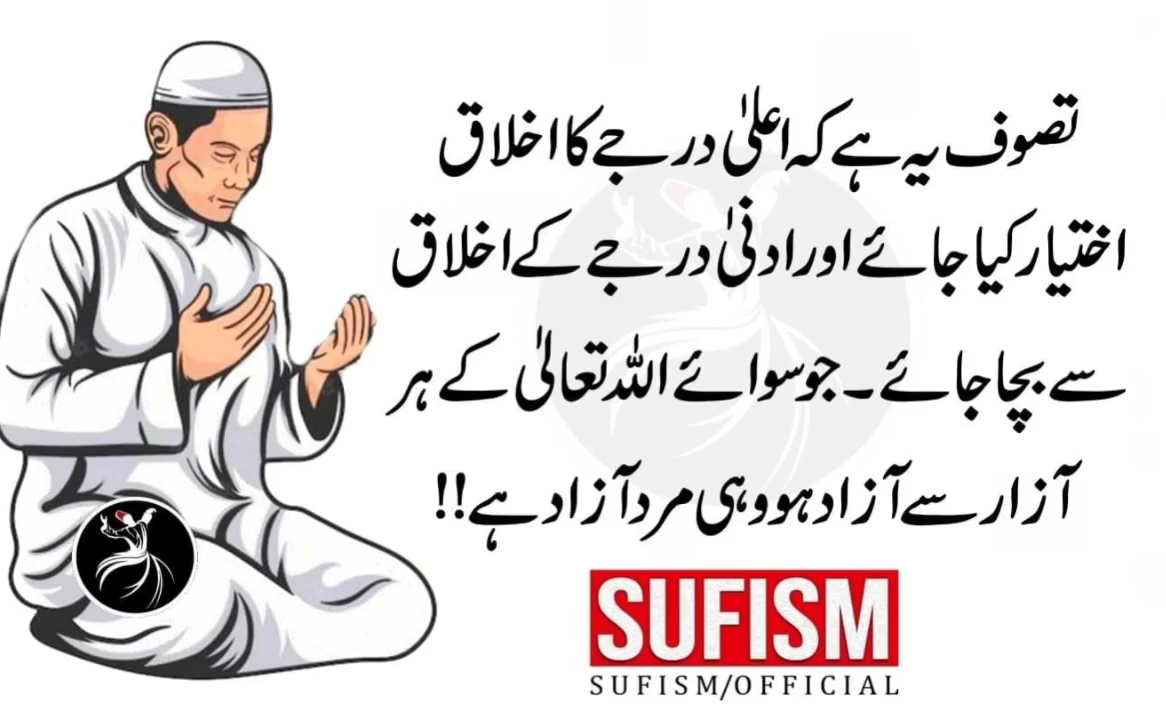 تصوف یہ ہے کہ اعلیٰ درجے کا اخلاق
اختیار کیا جائے اور ادنیٰ درجے کے اخلاق
سے بچا جائے۔ جو سوائے اللہ تعالیٰ کے ہر
آزار سے آزاد ہو وہی مرد آزاد ہے!!
SUFISM
SUFISM/OFFICIAL